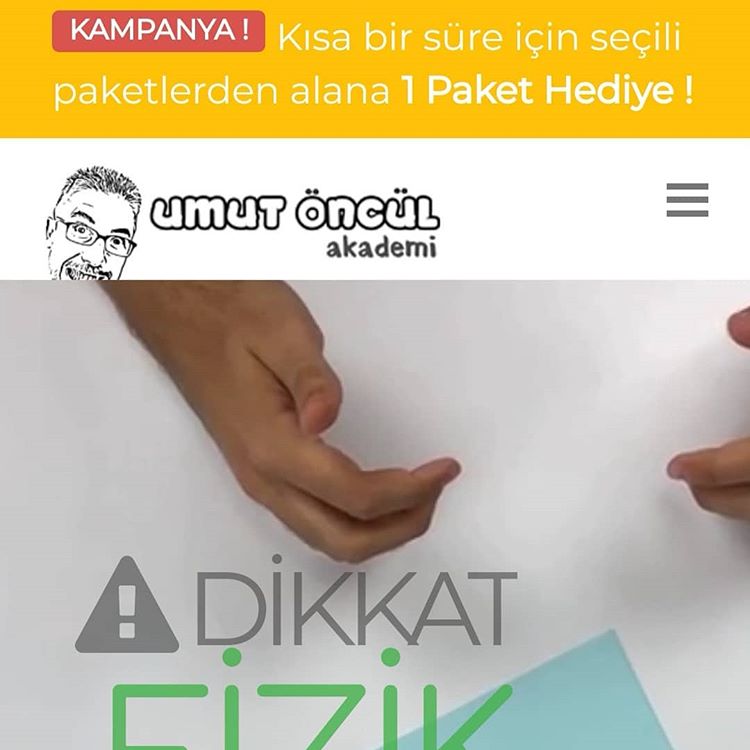 KAMPANYA ! Kısa bir süre için seçili
paketlerden alana 1 Paket Hediye !
UMUT ÖNCÜL
akademi
DİKKAT
FİZİK